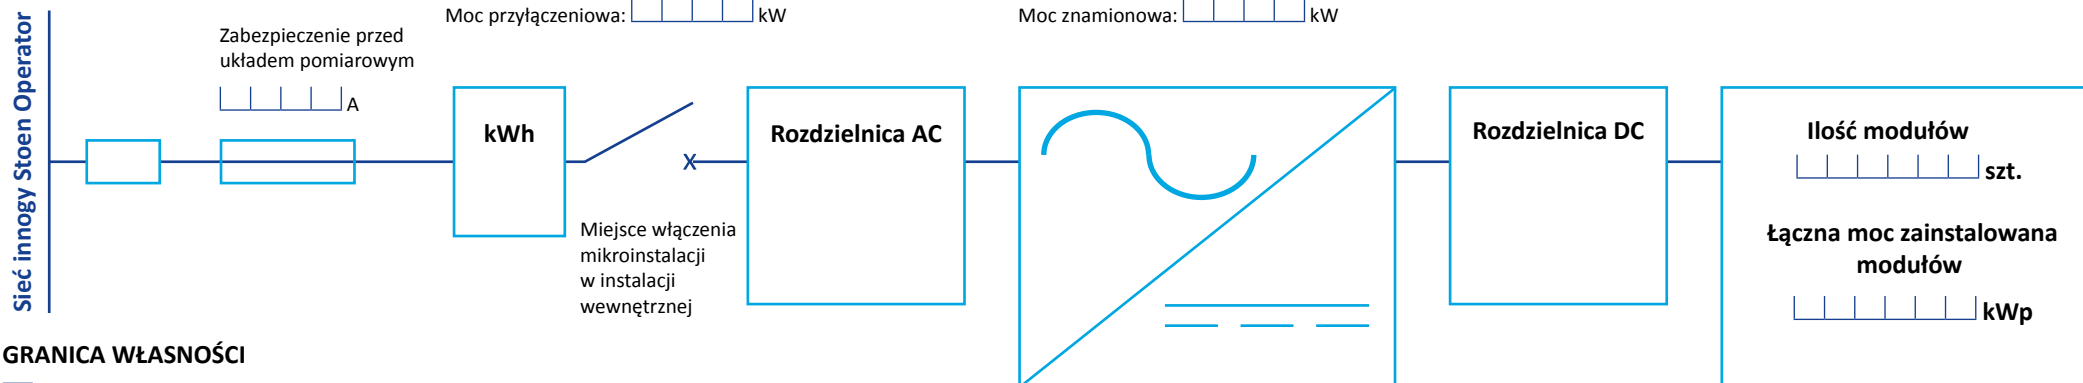 Sieć innogy Stoen Operator
Moc przyłączeniowa: kW
Moc znamionowa: kW
Zabezpieczenie przed
układem pomiarowym
A
kWh
x
Rozdzielnica AC
Rozdzielnica DC
Ilość modułów
szt.
Miejsce włączenia
mikroinstalacji
w instalacji
wewnętrznej
Łączna moc zainstalowana
modułów
kWp
GRANICA WŁASNOŚCI